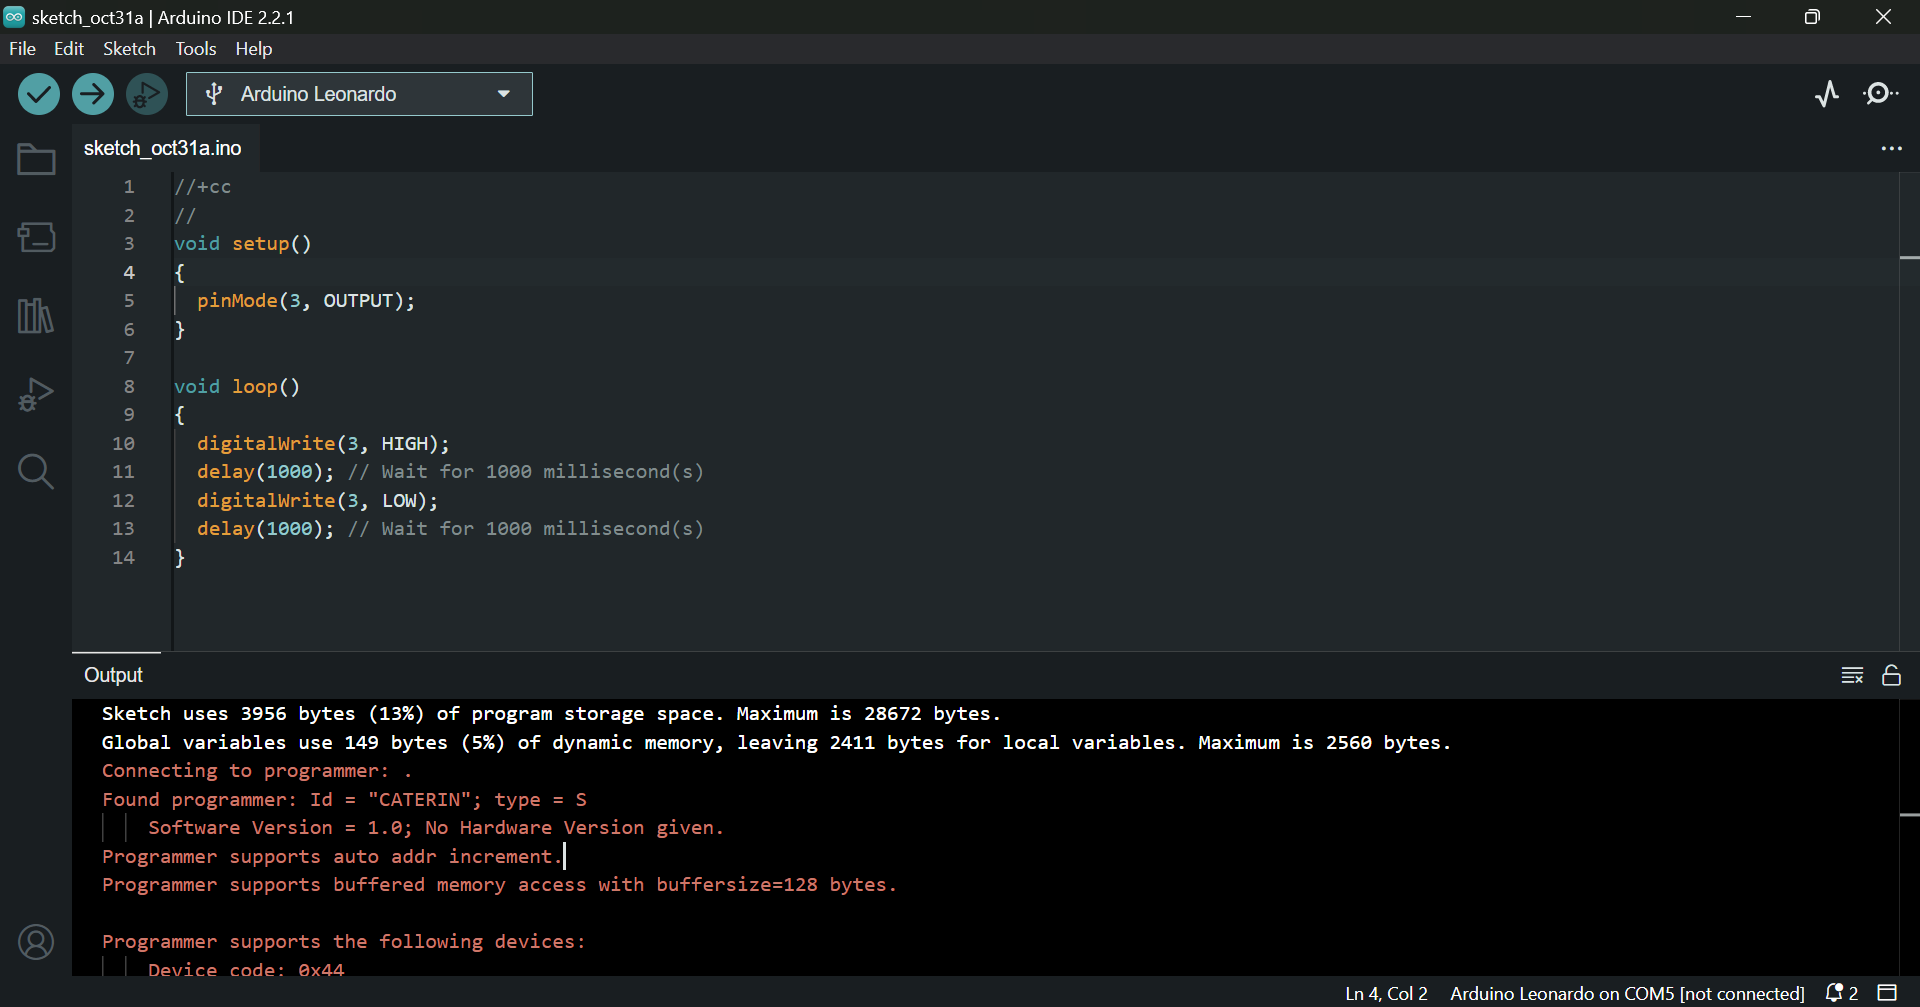 sketch_oct31a | Arduino IDE 2.2.1
File Edit Sketch Tools Help
Arduino Leonardo
sketch_oct31a.ino
1 //+cc
2 //
3 void setup()
4 {
5 pinMode(3, OUTPUT);
6 }
7
8 void loop()
9 {
10 digitalWrite(3, HIGH);
11 delay(1000); // Wait for 1000 millisecond(s)
12 digitalWrite(3, LOW);
13 delay(1000); // Wait for 1000 millisecond(s)
14 }
Output
Sketch uses 3956 bytes (13%) of program storage space. Maximum is 28672 bytes.
Global variables use 149 bytes (5%) of dynamic memory, leaving 2411 bytes for local variables. Maximum is 2560 bytes.
Connecting to programmer: .
Found programmer: Id = "CATERIN"; type = S
Software Version = 1.0; No Hardware Version given.
Programmer supports auto addr increment.
Programmer supports buffered memory access with buffersize=128 bytes.
Programmer supports the following devices:
Device code: 0x44
Ln 4, Col 2 Arduino Leonardo on COM5 [not connected] 2